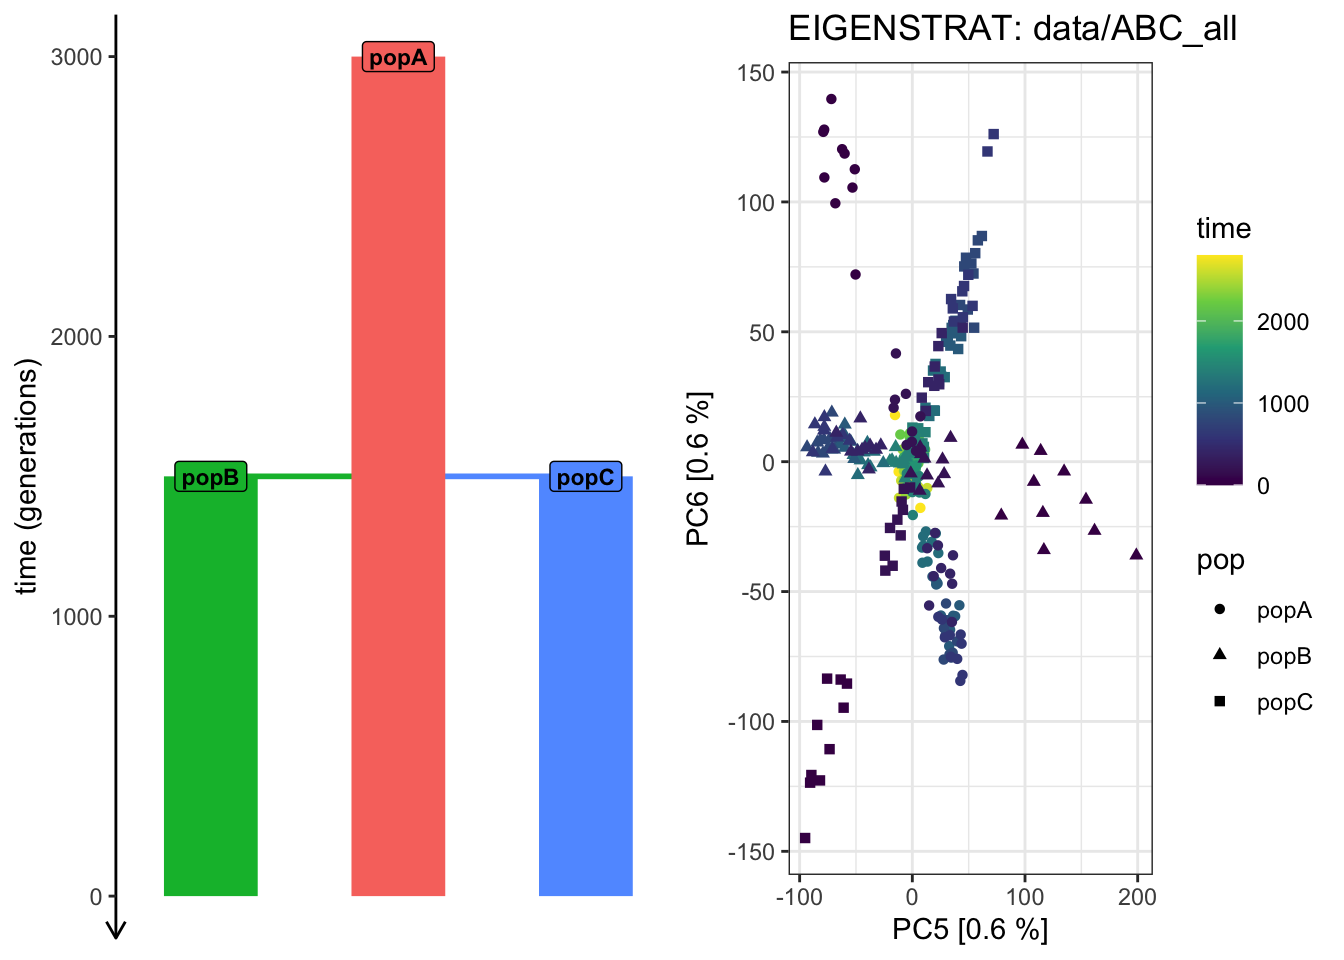 time (generations)
3000
2000
1000
0
popA
popB
popC
EIGENSTRAT: data/ABC_all
PC6 [0.6 %]
150
100
50
0
-50
-100
-150
-100
0
100
200
PC5 [0.6 %]
time
2000
1000
0
pop
popA
popB
popC